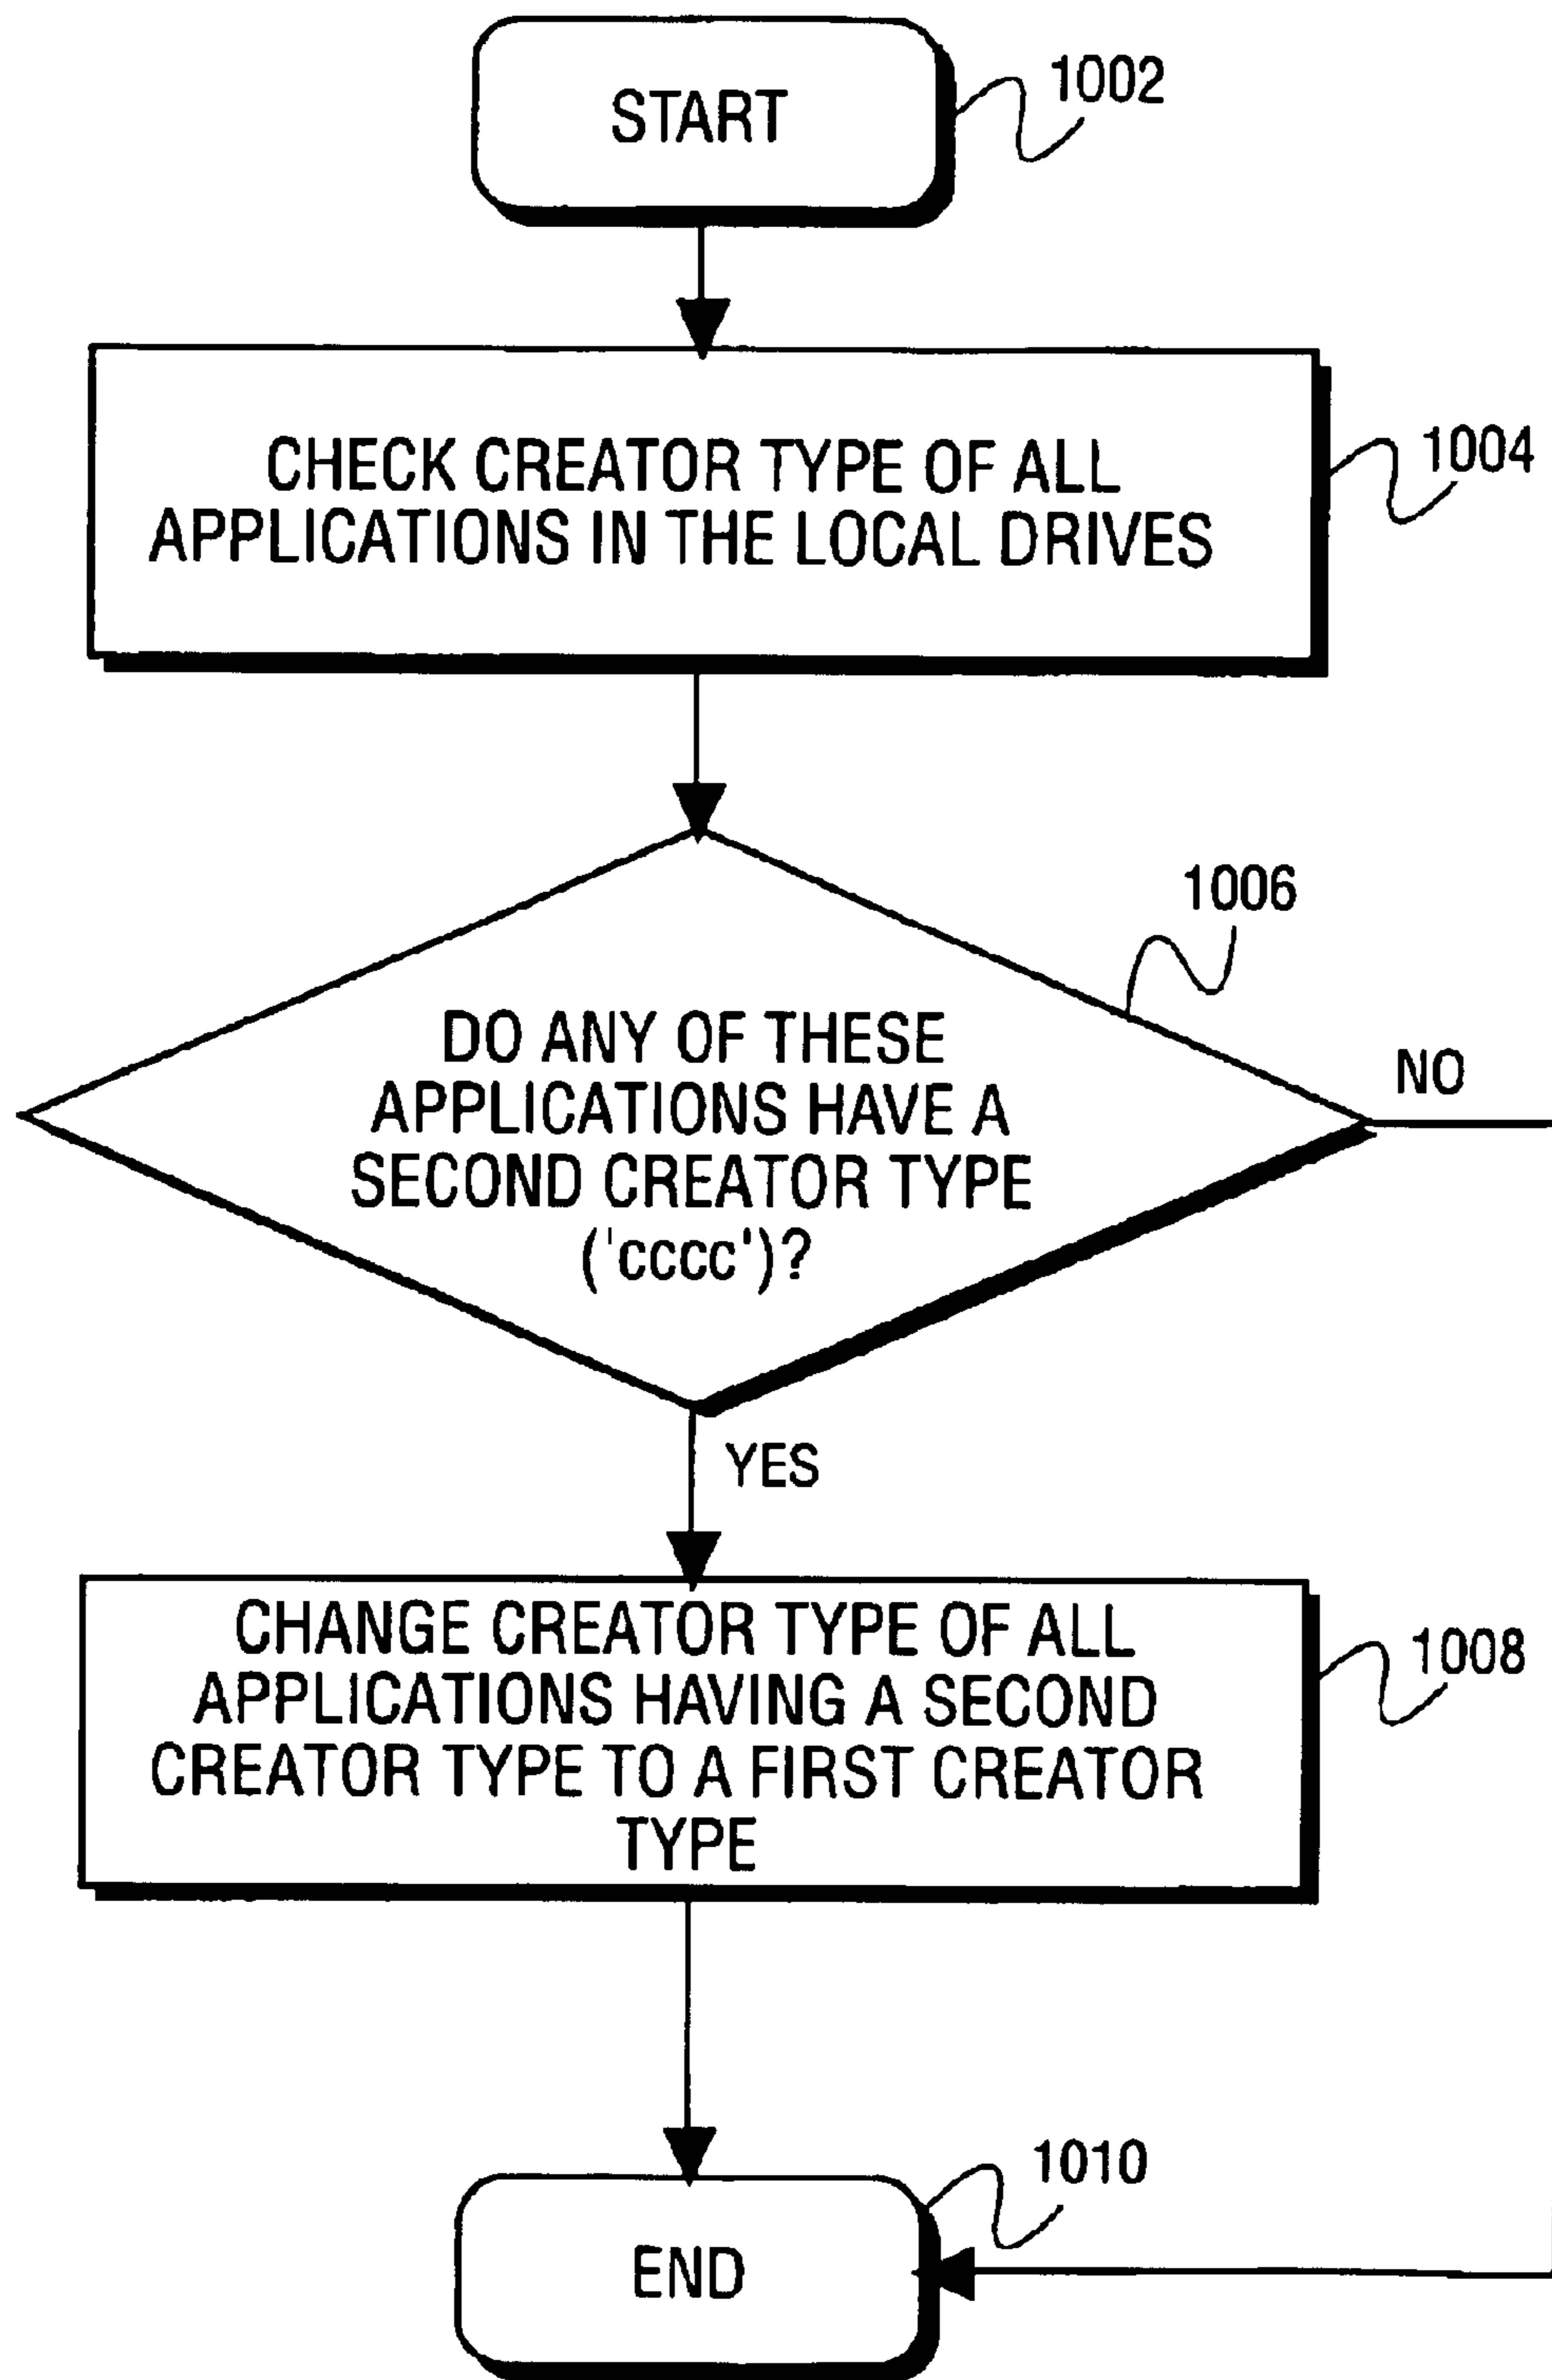 START
1002
CHECK CREATOR TYPE OF ALL
APPLICATIONS IN THE LOCAL DRIVES
1004
1006
DO ANY OF THESE
APPLICATIONS HAVE A
SECOND CREATOR TYPE
('cccc')?
NO
YES
CHANGE CREATOR TYPE OF ALL
APPLICATIONS HAVING A SECOND
CREATOR TYPE TO A FIRST CREATOR
TYPE
1008
1010
END